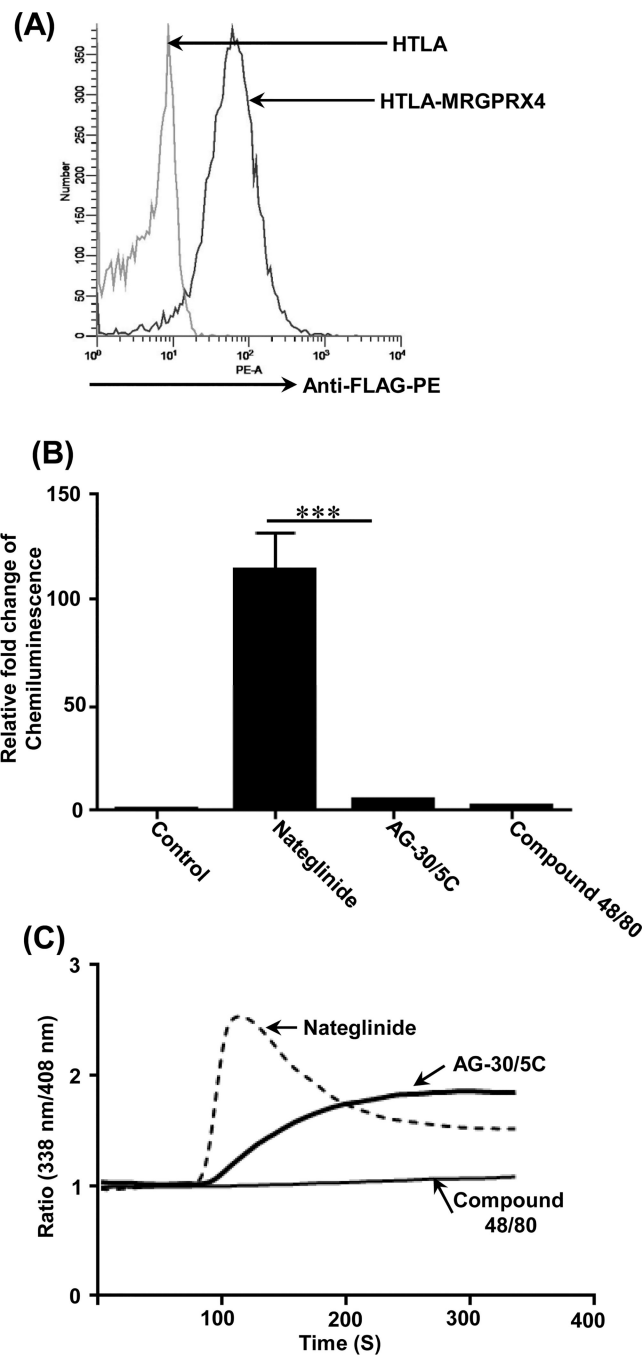 (A)
HTLA
HTLA-MRGPRX4
Number
350
300
250
200
150
100
50
0
10⁰ 10¹ 10² 10³ 10⁴
PE-A
Anti-FLAG-PE
(B)
Relative fold change of
Chemiluminescence
150
100
50
0
***
Control
Nateglinide
AG-30/5C
Compound 48/80
(C)
Ratio (338 nm/408 nm)
3
2
1
0
Nateglinide
AG-30/5C
Compound
48/80
100 200 300 400
Time (S)